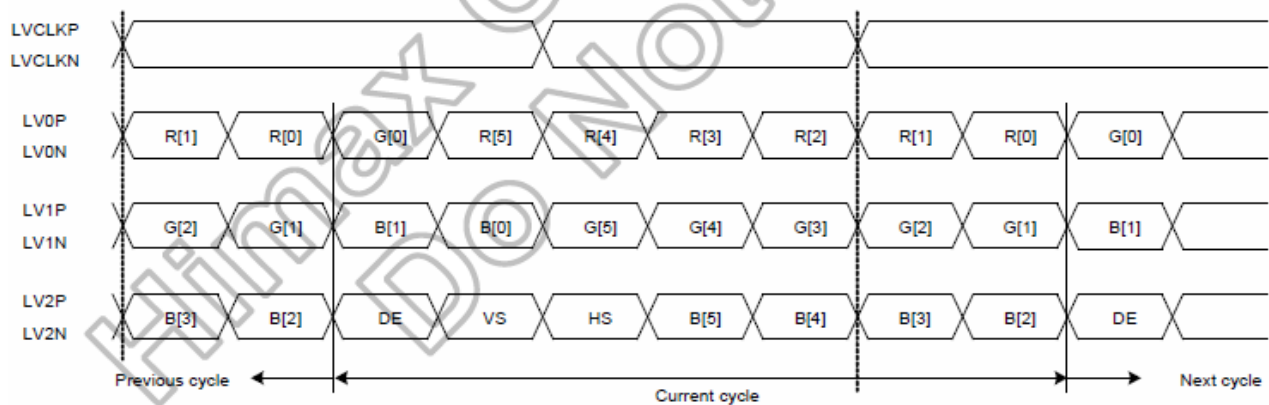 LVCLKP
LVCLKN
LV0P
LV0N
R[1] R[0] G[0] R[5] R[4] R[3] R[2] R[1] R[0] G[0]
LV1P
LV1N
G[2] G[1] B[1] B[0] G[5] G[4] G[3] G[2] G[1] B[1]
LV2P
LV2N
B[3] B[2] DE VS HS B[5] B[4] B[3] B[2] DE
Previous cycle Current cycle Next cycle
Himax
Do Not